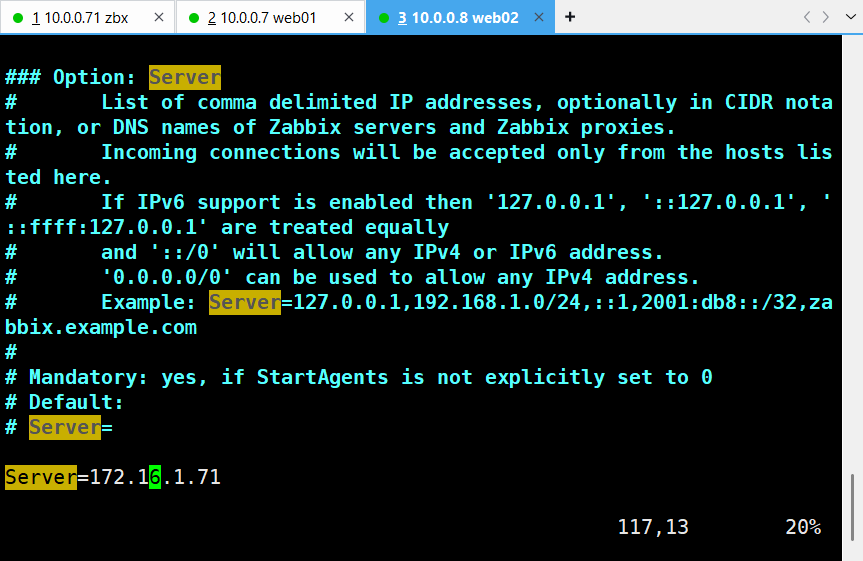 1 10.0.0.71 zbx × 2 10.0.0.7 web01 × 3 10.0.0.8 web02 × +
### Option: Server
#       List of comma delimited IP addresses, optionally in CIDR nota
tion, or DNS names of Zabbix servers and Zabbix proxies.
#       Incoming connections will be accepted only from the hosts lis
ted here.
#       If IPv6 support is enabled then '127.0.0.1', '::127.0.0.1', '
::ffff:127.0.0.1' are treated equally
#       and '::/0' will allow any IPv4 or IPv6 address.
#       '0.0.0.0/0' can be used to allow any IPv4 address.
#       Example: Server=127.0.0.1,192.168.1.0/24,::1,2001:db8::/32,za
bbix.example.com
#
# Mandatory: yes, if StartAgents is not explicitly set to 0
# Default:
# Server=
Server=172.16.1.71
117,13 20%